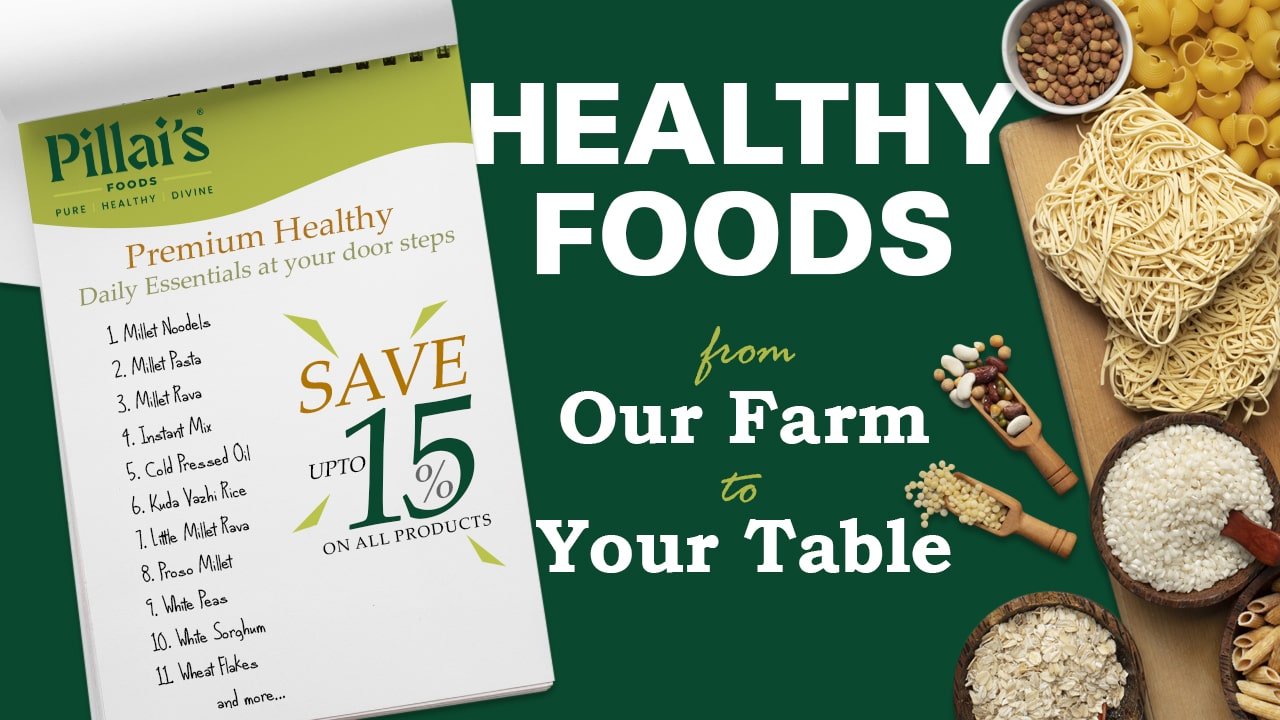 Pillai's®
FOODS
PURE | HEALTHY | DIVINE
Premium Healthy
Daily Essentials at your door steps
1. Millet Noodels
2. Millet Pasta
3. Millet Rava
4. Instant Mix
5. Cold Pressed Oil
6. Kuda Vazhi Rice
7. Little Millet Rava
8. Proso Millet
9. White Peas
10. White Sorghum
11. Wheat Flakes
and more...
SAVE
UPTO 15%
ON ALL PRODUCTS
HEALTHY
FOODS
from
Our Farm
to
Your Table